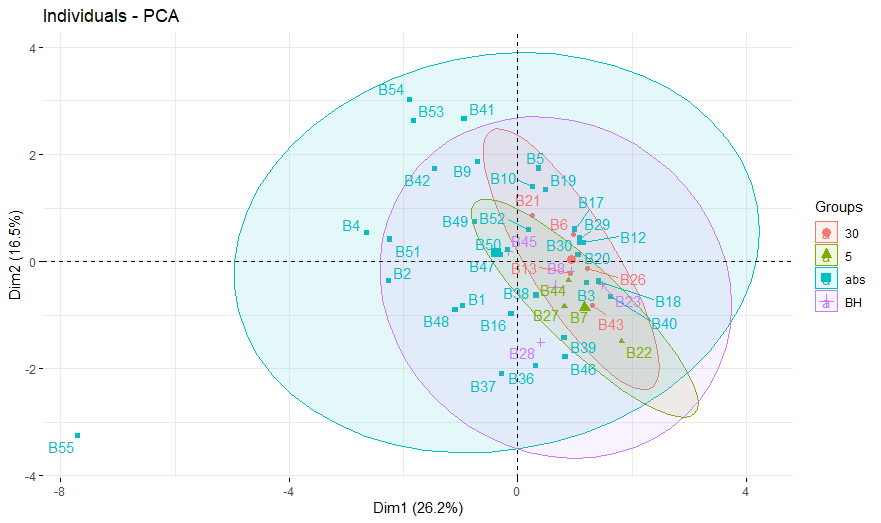 Individuals - PCA
4
B54
B53
B41
2
B5
B9
B42
B10
B19
B21
B17
B49
B52
B6
B29
B4
B51
B50
B45
B30
B12
0
B47
B13
B8
B20
B2
B26
B44
B38
B3
B23
B18
B1
B48
B16
B27
B7
B43
B40
B28
B39
B22
-2
B37
B36
B46
B55
-4
-8
-4
0
4
Dim1 (26.2%)
Dim2 (16.5%)
Groups
a 30
a 5
a abs
a BH